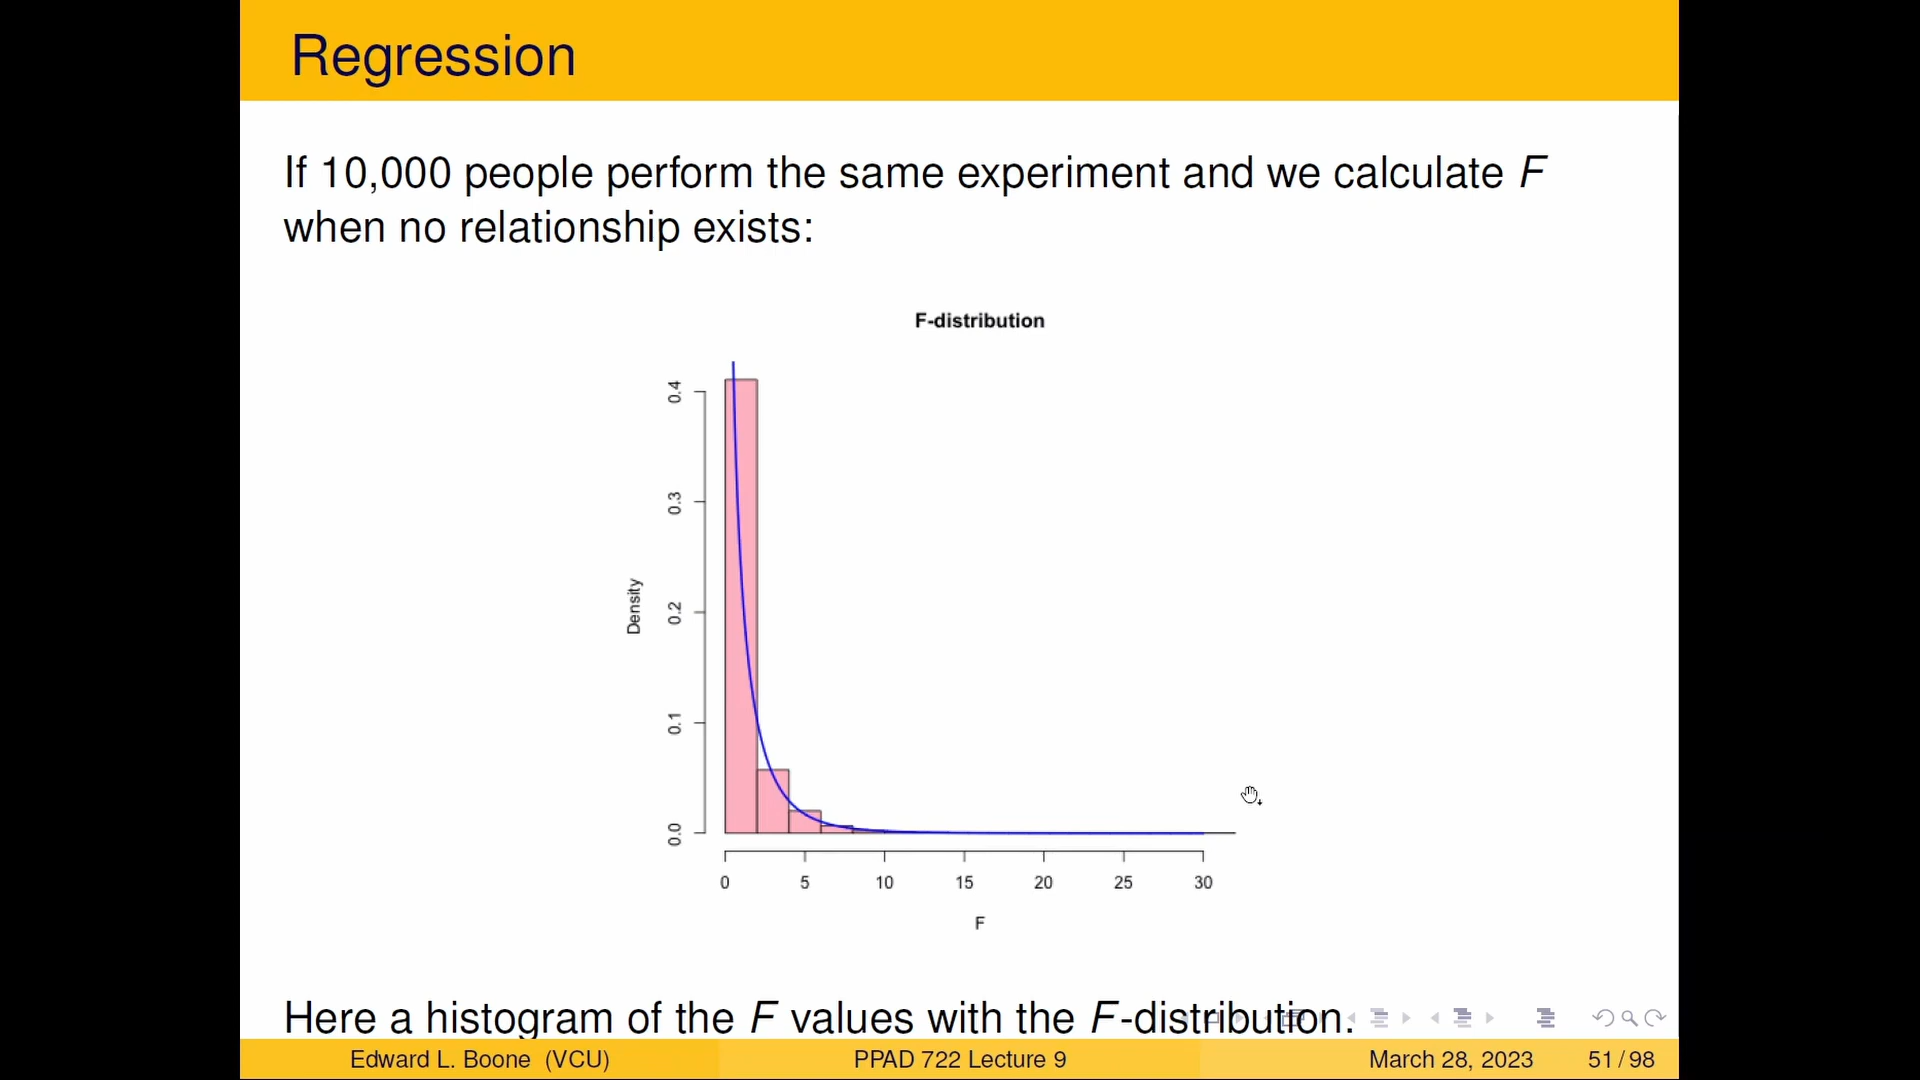 Regression
If 10,000 people perform the same experiment and we calculate F
when no relationship exists:
F-distribution
0.4
0.3
0.2
0.1
0.0
Density
0 5 10 15 20 25 30
F
Here a histogram of the F values with the F-distribution.
Edward L. Boone (VCU) PPAD 722 Lecture 9 March 28, 2023 51 / 98